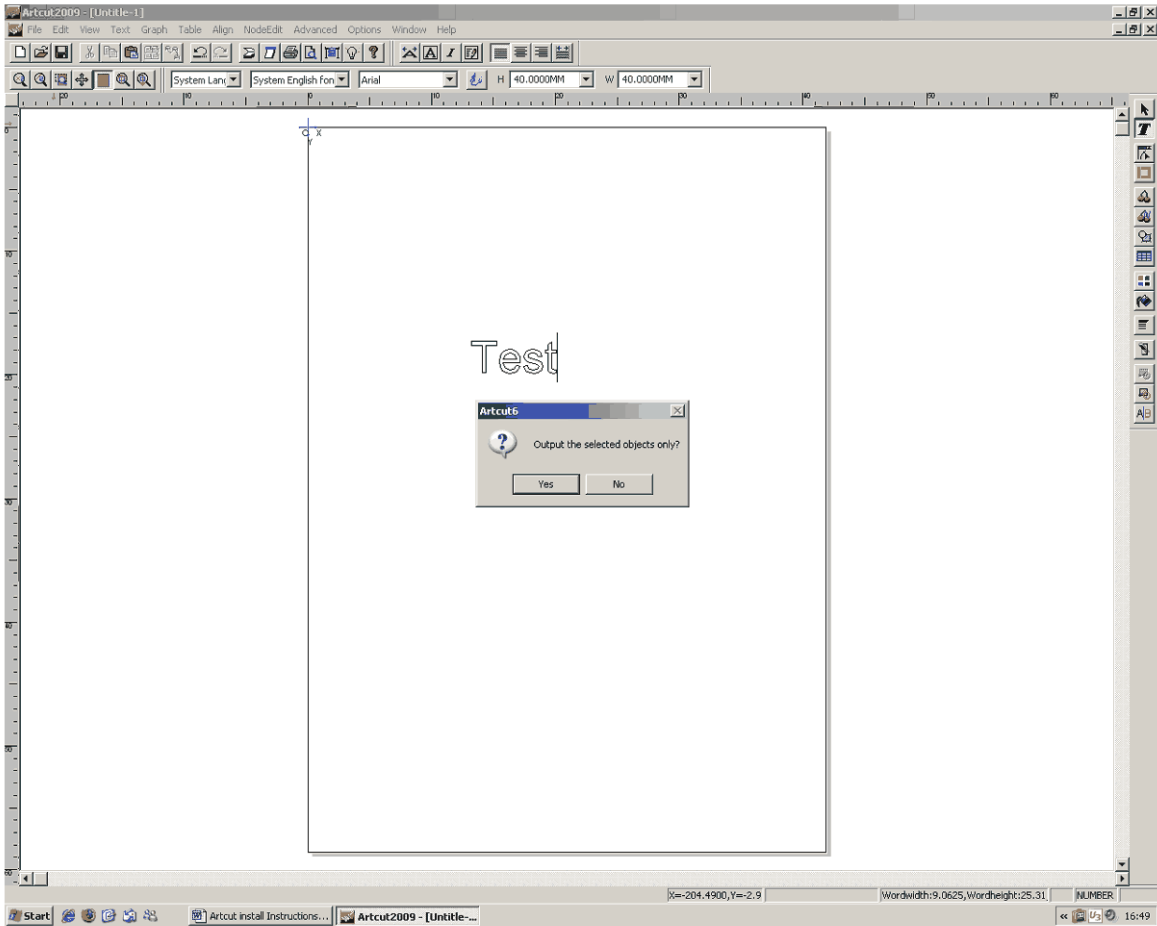 Artcut2009 - [Untitle-1]
File Edit View Text Graph Table Align NodeEdit Advanced Options Window Help
System Lang System English fon Arial H 40.0000MM W 40.0000MM
Test
Artcut6
Output the selected objects only?
Yes No
X=-204.4900,Y=-2.9 Wordwidth:9.0625,Wordheight:25.31 NUMBER
Start Artcut install Instructions... Artcut2009 - [Untitle-... 16:49